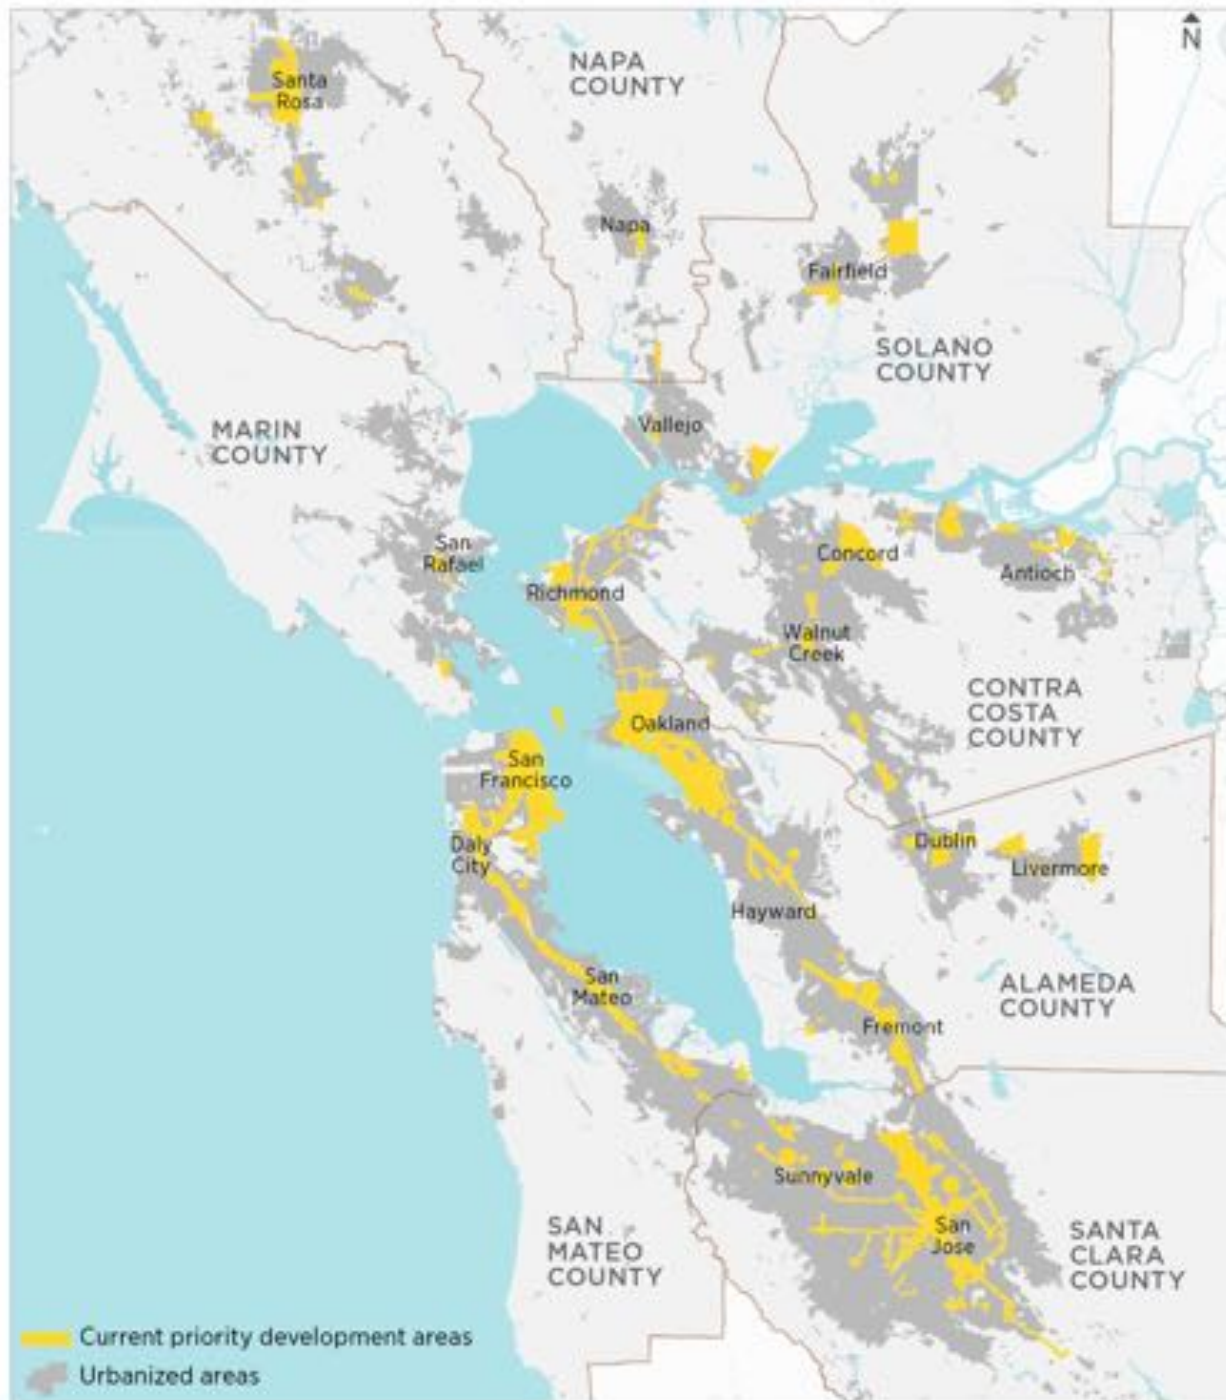 N
NAPA
COUNTY
Santa
Rosa
Napa
Fairfield
SOLANO
COUNTY
MARIN
COUNTY
Vallejo
San
Rafael
Richmond
Concord
Antioch
Walnut
Creek
CONTRA
COSTA
COUNTY
Oakland
San
Francisco
Daly
City
Dublin
Livermore
Hayward
San
Mateo
ALAMEDA
COUNTY
Fremont
Sunnyvale
San
Jose
SAN
MATEO
COUNTY
SANTA
CLARA
COUNTY
Current priority development areas
Urbanized areas